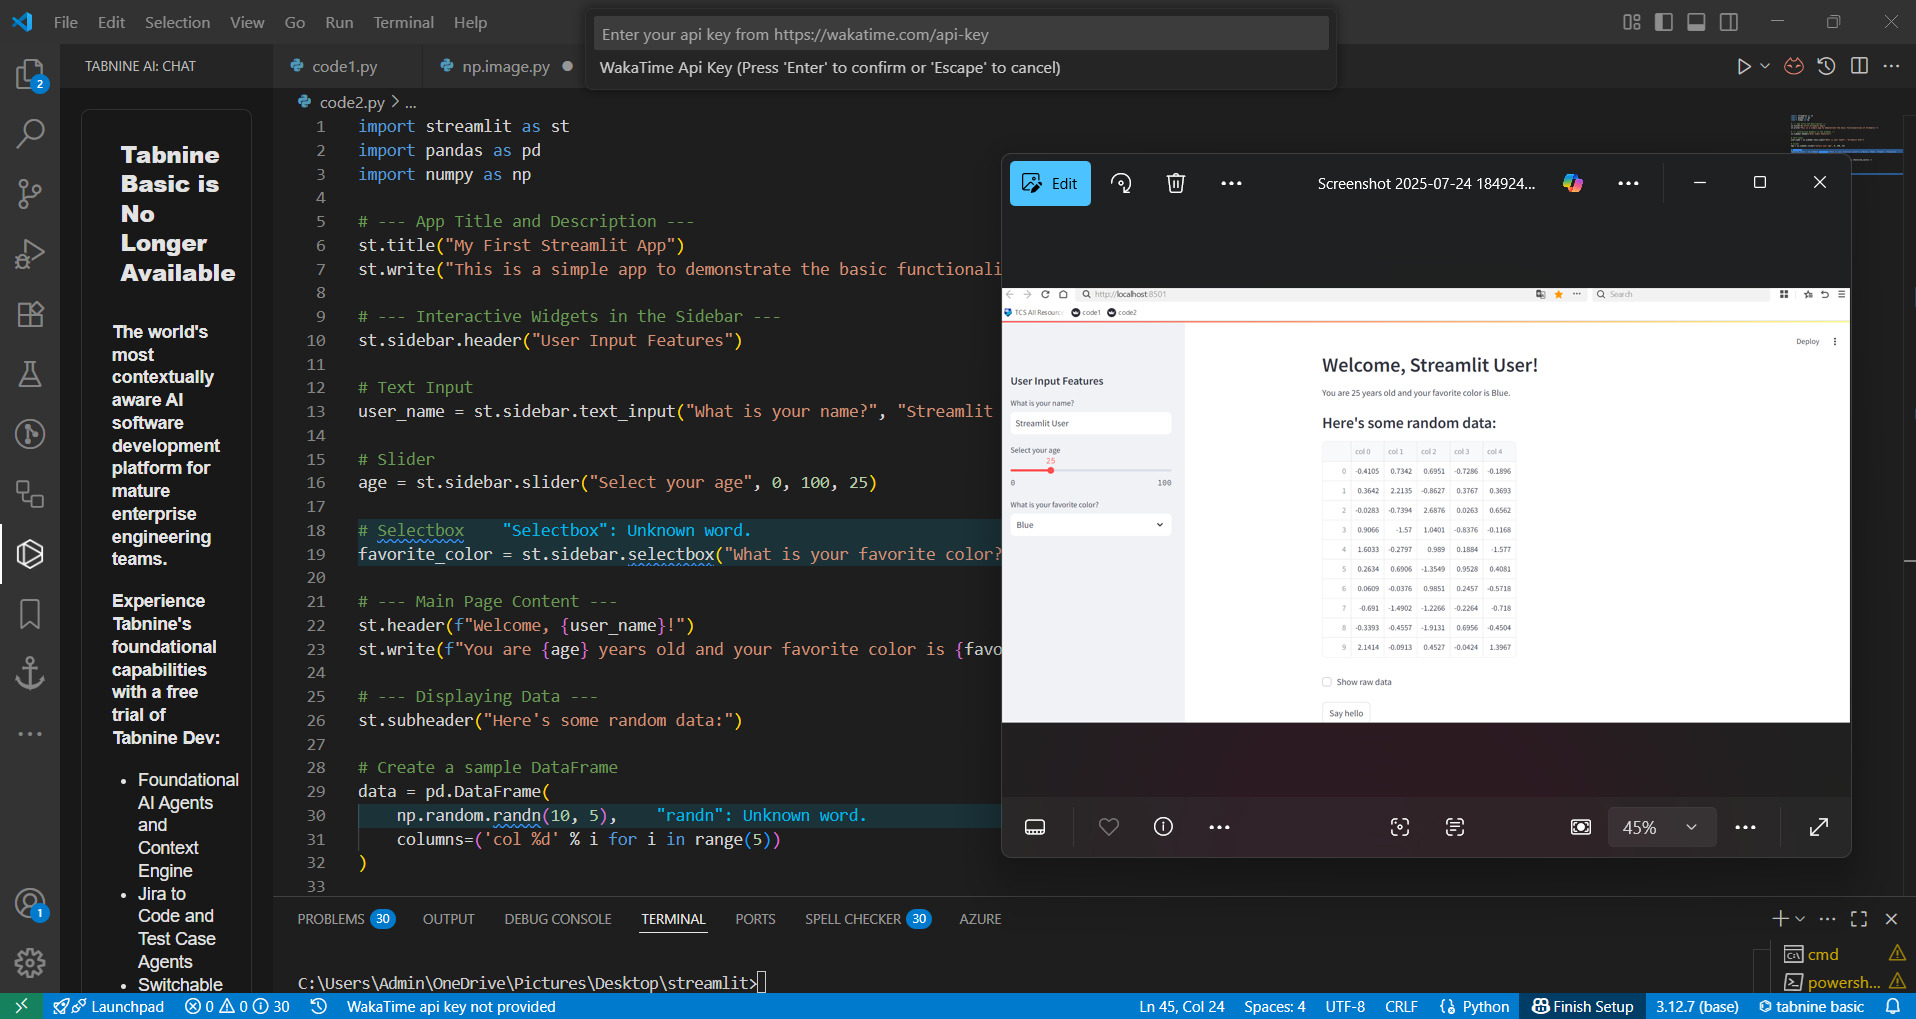 File Edit Selection View Go Run Terminal Help
Enter your api key from https://wakatime.com/api-key
WakaTime Api Key (Press 'Enter' to confirm or 'Escape' to cancel)
TABNINE AI: CHAT
code1.py
np.image.py
code2.py > ...
2
Tabnine
Basic is
No
Longer
Available
The world's
most
contextually
aware AI
software
development
platform for
mature
enterprise
engineering
teams.
Experience
Tabnine's
foundational
capabilities
with a free
trial of
Tabnine Dev:
• Foundational
AI Agents
and
Context
Engine
• Jira to
Code and
Test Case
Agents
• Switchable
1
1 import streamlit as st
2 import pandas as pd
3 import numpy as np
4
5 # --- App Title and Description ---
6 st.title("My First Streamlit App")
7 st.write("This is a simple app to demonstrate the basic functionali
8
9 # --- Interactive Widgets in the Sidebar ---
10 st.sidebar.header("User Input Features")
11
12 # Text Input
13 user_name = st.sidebar.text_input("What is your name?", "Streamlit
14
15 # Slider
16 age = st.sidebar.slider("Select your age", 0, 100, 25)
17
18 # Selectbox "Selectbox": Unknown word.
19 favorite_color = st.sidebar.selectbox("What is your favorite color?
20
21 # --- Main Page Content ---
22 st.header(f"Welcome, {user_name}!")
23 st.write(f"You are {age} years old and your favorite color is {favo
24
25 # --- Displaying Data ---
26 st.subheader("Here's some random data:")
27
28 # Create a sample DataFrame
29 data = pd.DataFrame(
30 np.random.randn(10, 5), "randn": Unknown word.
31 columns=('col %d' % i for i in range(5))
32 )
33
Edit
Screenshot 2025-07-24 184924...
http://localhost:8501
Search
TCS All Resourc
code1
code2
Deploy
User Input Features
What is your name?
Streamlit User
Select your age
25
0 100
What is your favorite color?
Blue
Welcome, Streamlit User!
You are 25 years old and your favorite color is Blue.
Here's some random data:
col 0 col 1 col 2 col 3 col 4
0 -0.4105 0.7342 0.6951 -0.7286 -0.1896
1 0.3642 2.2135 -0.8627 0.3767 0.3693
2 -0.0283 -0.7394 2.6876 0.0263 0.6562
3 0.9066 -1.57 1.0401 -0.8376 -0.1168
4 1.6033 -0.2797 0.989 0.1884 -1.577
5 0.2634 0.6906 -1.3549 0.9528 0.4081
6 0.0609 -0.0376 0.9851 0.2457 -0.5718
7 -0.691 -1.4902 -1.2266 -0.2264 -0.718
8 -0.3393 -0.4557 -1.9131 0.6956 -0.4504
9 2.1414 -0.0913 0.4527 -0.0424 1.3967
Show raw data
Say hello
45%
PROBLEMS 30 OUTPUT DEBUG CONSOLE TERMINAL PORTS SPELL CHECKER 30 AZURE
C:\Users\Admin\OneDrive\Pictures\Desktop\streamlit>
cmd
powersh...
Launchpad 0 0 30 WakaTime api key not provided
Ln 45, Col 24 Spaces: 4 UTF-8 CRLF Python Finish Setup 3.12.7 (base) tabnine basic